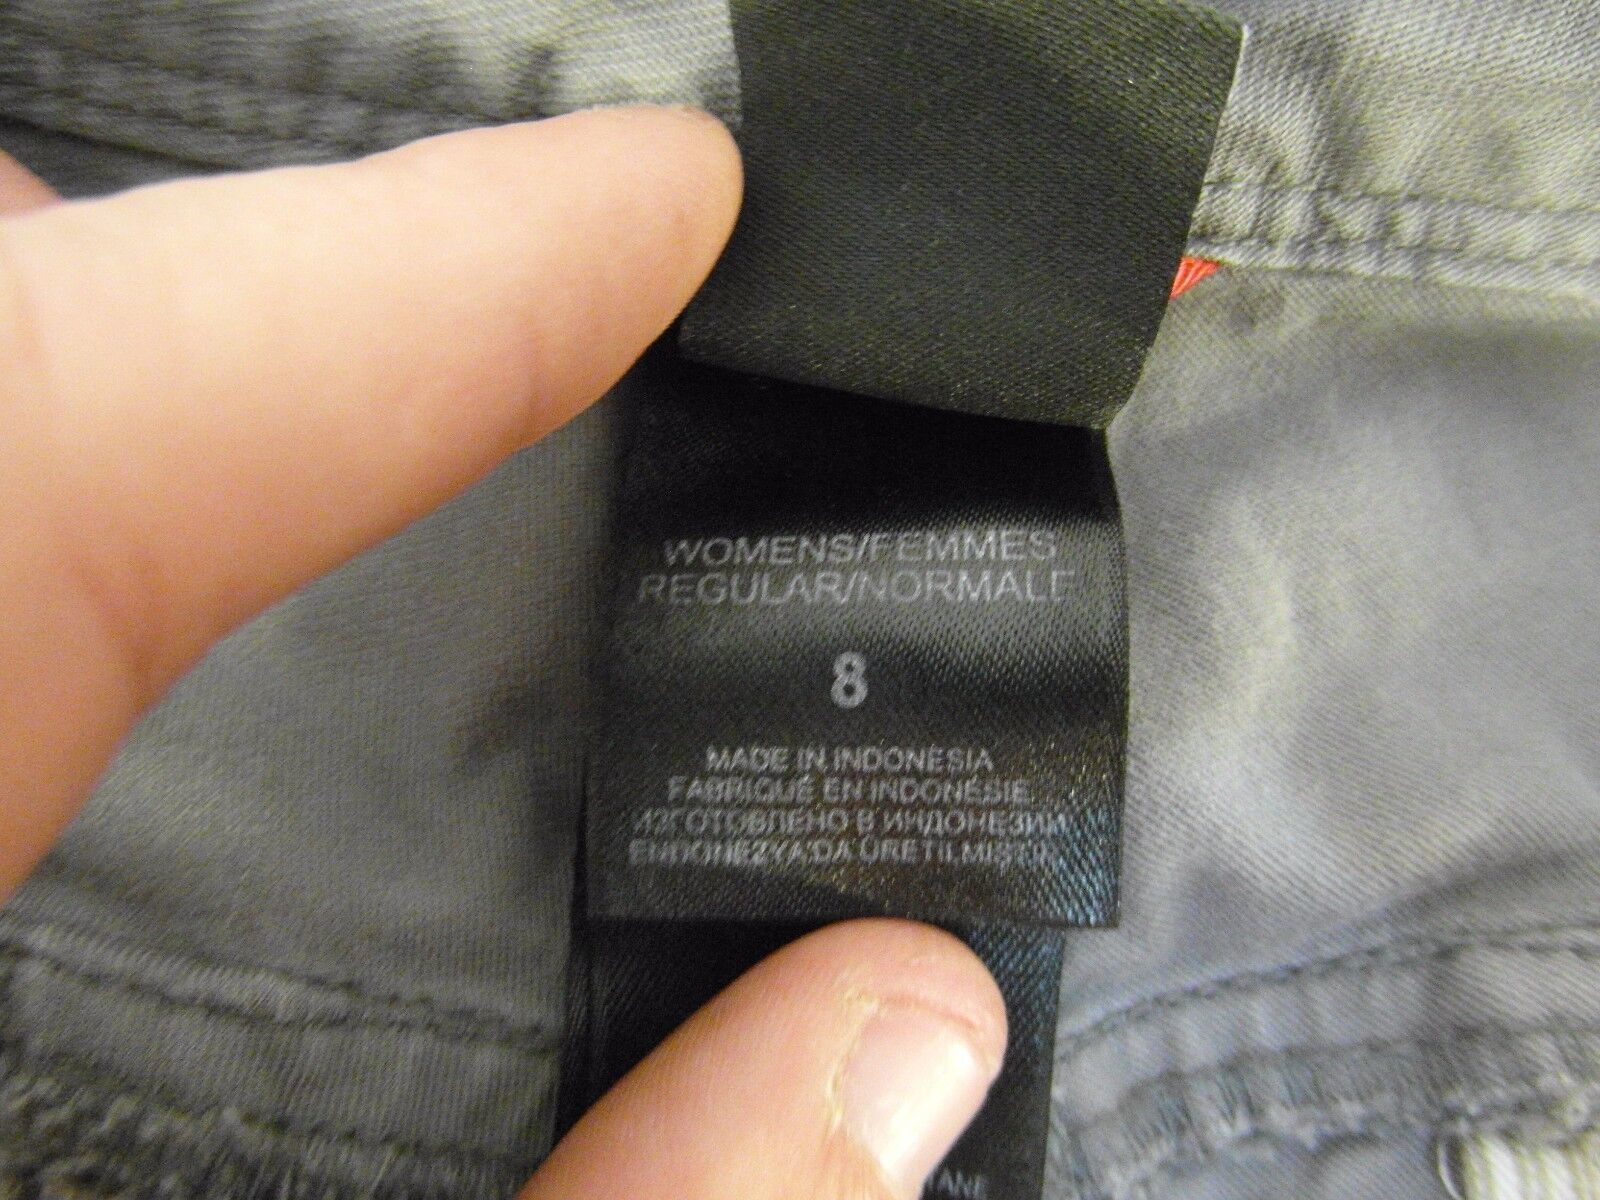 WOMENS/FEMMES
REGULAR/NORMALE
8
MADE IN INDONESIA
FABRIQUÉ EN INDONÉSIE
ИЗГОТОВЛЕНО В ИНДОНЕЗИИ
ENDONEZYA'DA ÜRETILMIŞTIR